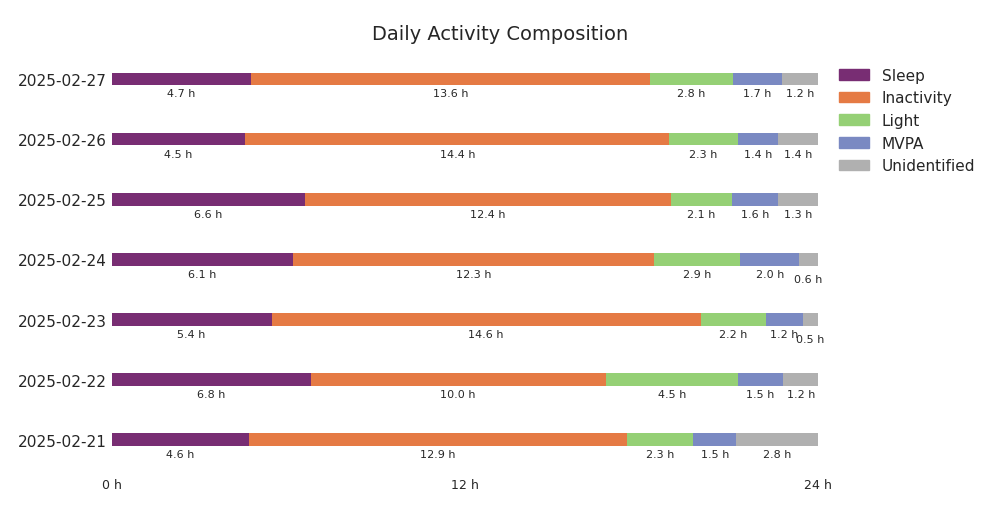 Daily Activity Composition
2025-02-27
4.7 h 13.6 h 2.8 h 1.7 h 1.2 h
2025-02-26
4.5 h 14.4 h 2.3 h 1.4 h 1.4 h
2025-02-25
6.6 h 12.4 h 2.1 h 1.6 h 1.3 h
2025-02-24
6.1 h 12.3 h 2.9 h 2.0 h 0.6 h
2025-02-23
5.4 h 14.6 h 2.2 h 1.2 h 0.5 h
2025-02-22
6.8 h 10.0 h 4.5 h 1.5 h 1.2 h
2025-02-21
4.6 h 12.9 h 2.3 h 1.5 h 2.8 h
0 h 12 h 24 h
Sleep
Inactivity
Light
MVPA
Unidentified